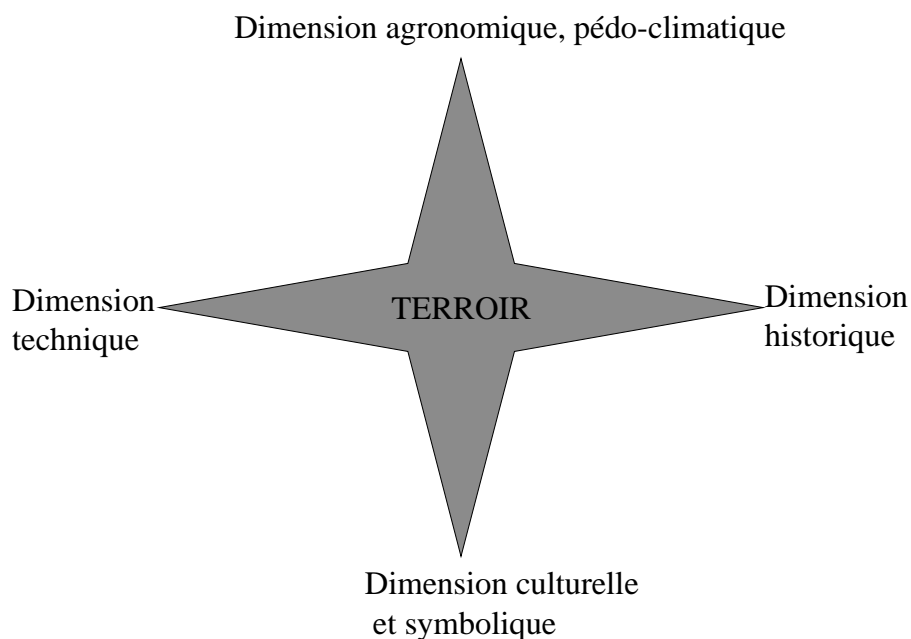 Dimension agronomique, pédo-climatique
Dimension
technique
TERROIR
Dimension
historique
Dimension culturelle
et symbolique